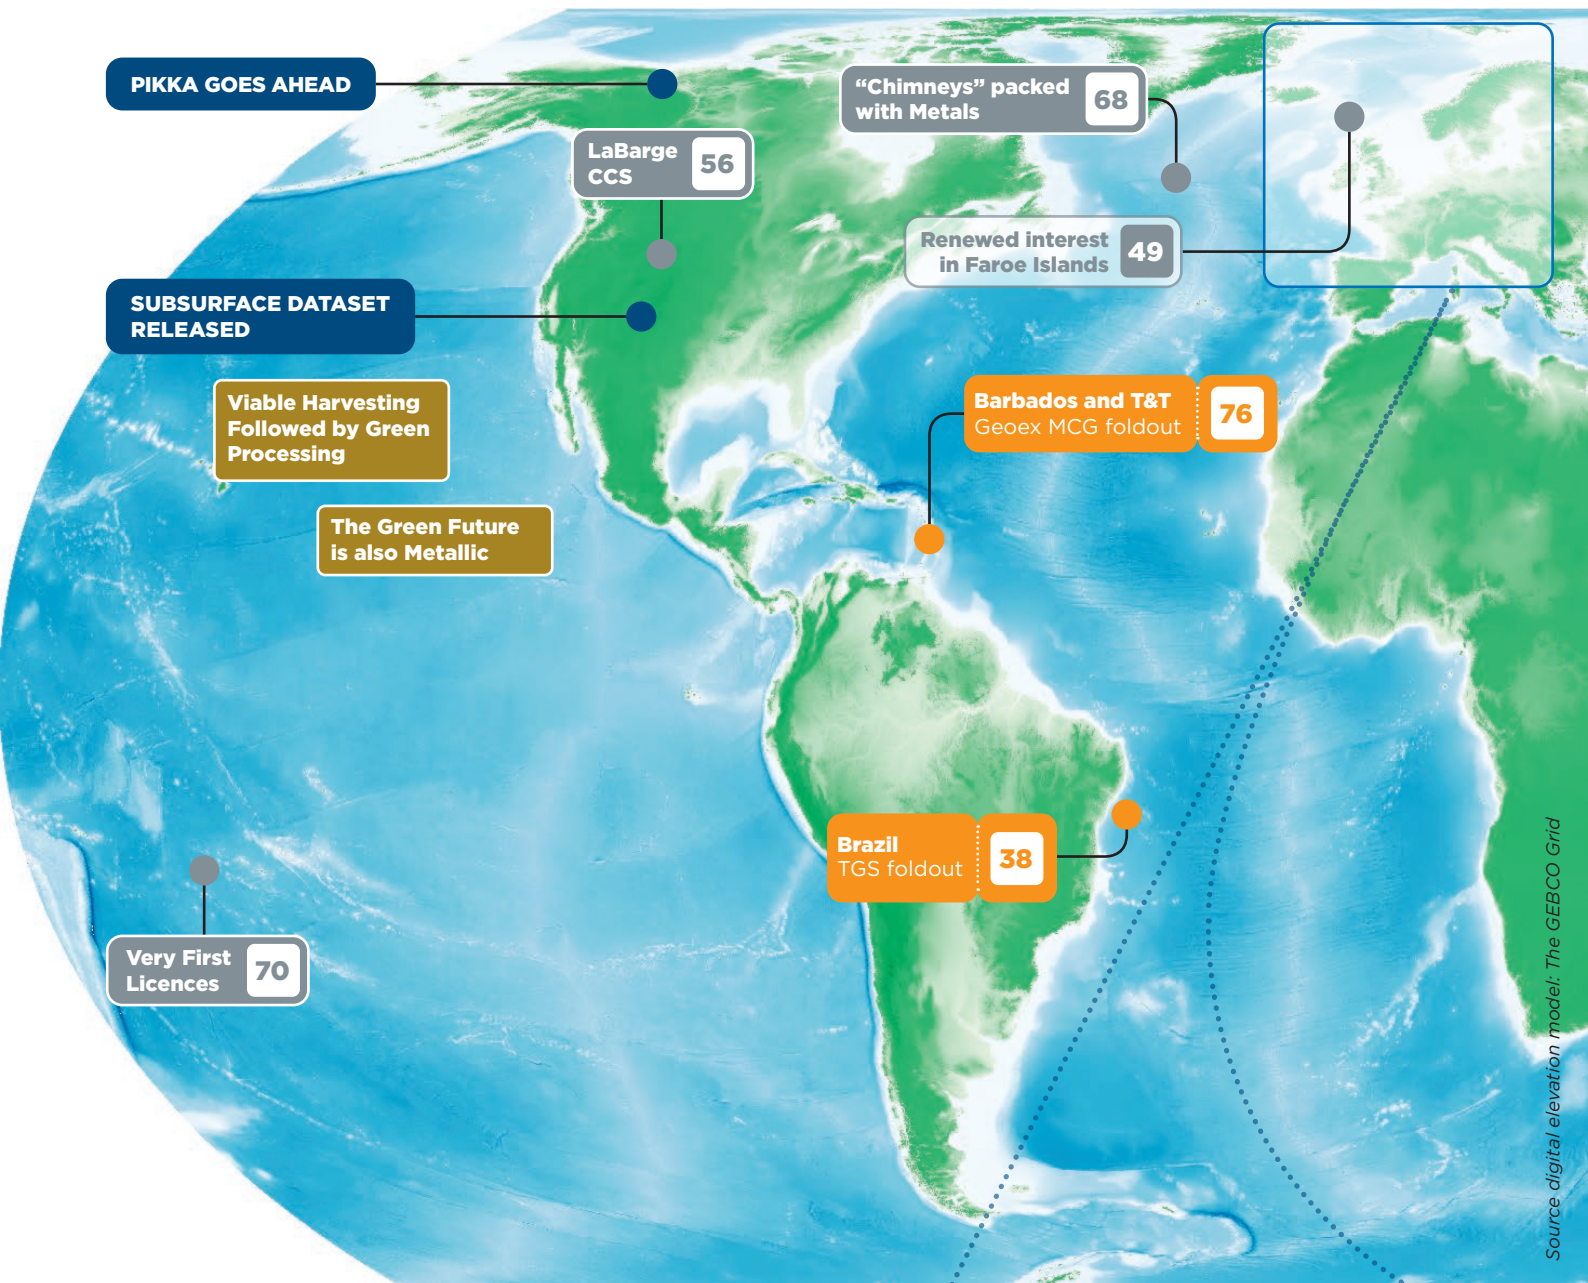 PIKKA GOES AHEAD
“Chimneys” packed
with Metals
68
LaBarge
CCS
56
Renewed interest
in Faroe Islands
49
SUBSURFACE DATASET
RELEASED
Viable Harvesting
Followed by Green
Processing
Barbados and T&T
Geoex MCG foldout
76
The Green Future
is also Metallic
Brazil
TGS foldout
38
Very First
Licences
70
Source digital elevation model: The GEBCO Grid